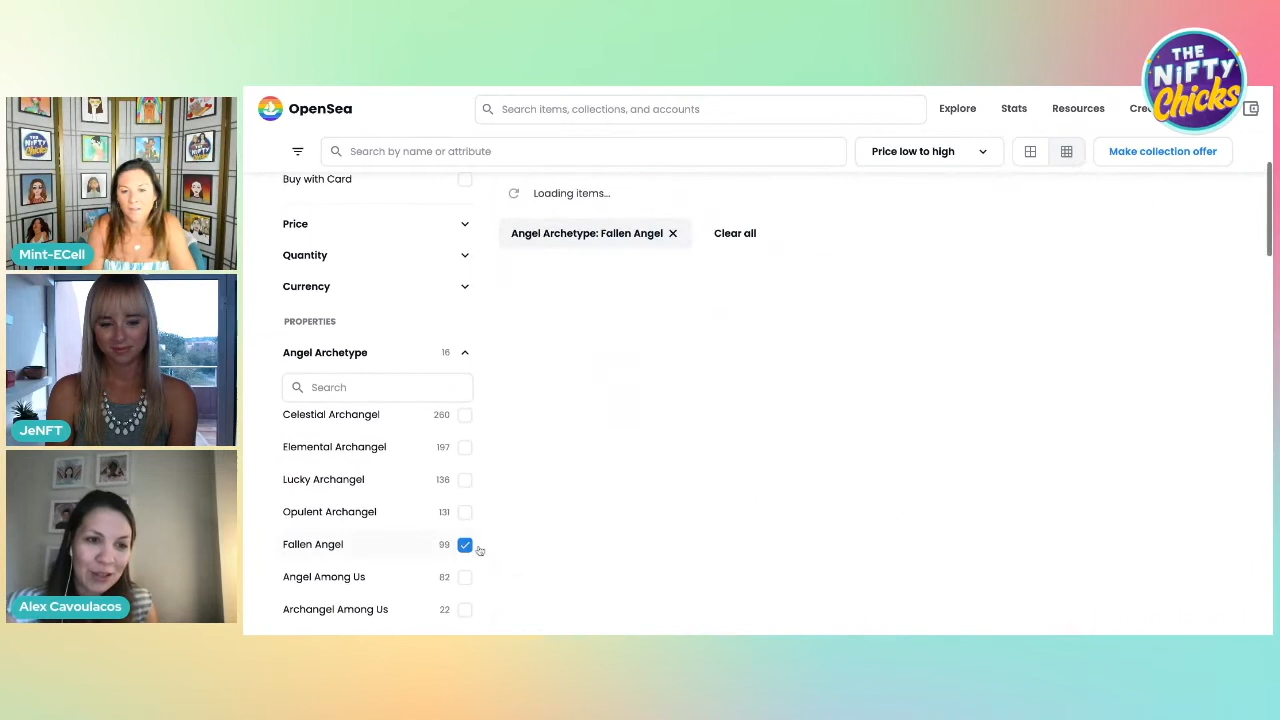 THE
NiFTY
Chicks
OpenSea
Search items, collections, and accounts
Explore
Stats
Resources
Search by name or attribute
Price low to high
Make collection offer
Buy with Card
Loading items...
Angel Archetype: Fallen Angel
Clear all
Price
Quantity
Currency
PROPERTIES
Angel Archetype 16
Search
Celestial Archangel 260
Elemental Archangel 197
Lucky Archangel 136
Opulent Archangel 131
Fallen Angel 99
Angel Among Us 82
Archangel Among Us 22
THE
NiFTY
Chicks
Mint-ECell
JeNFT
Alex Cavoulacos